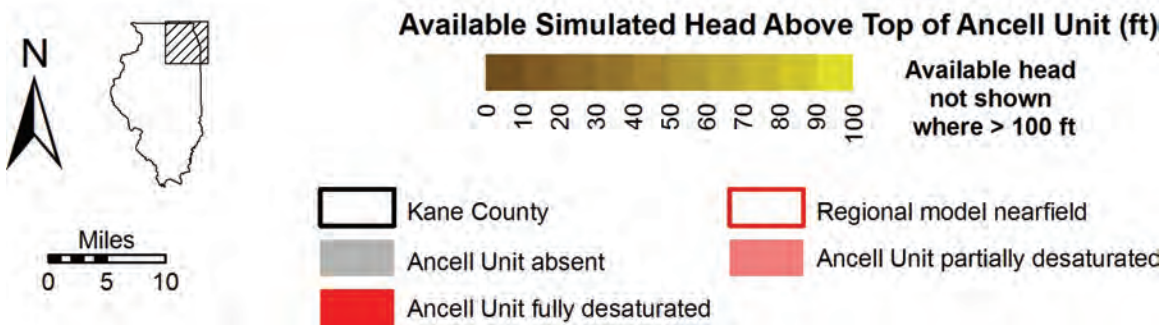 Available Simulated Head Above Top of Ancell Unit (ft)
N
0 10 20 30 40 50 60 70 80 90 100
Available head
not shown
where > 100 ft
Miles
0 5 10
Kane County
Regional model nearfield
Ancell Unit absent
Ancell Unit partially desaturated
Ancell Unit fully desaturated